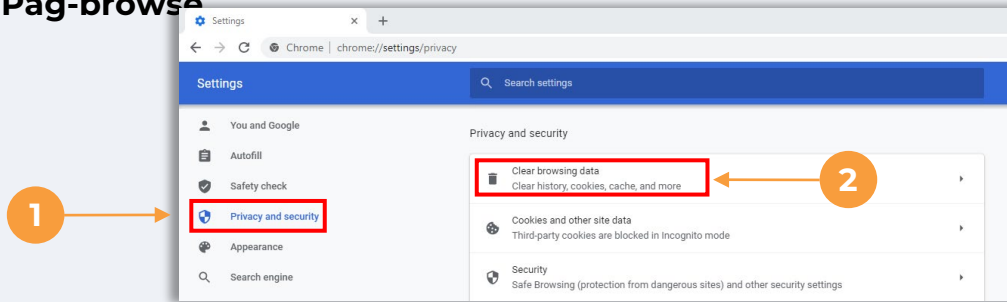 Pag-browse
Settings
Chrome | chrome://settings/privacy
Settings
Search settings
You and Google
Autofill
Safety check
Privacy and security
Appearance
Search engine
Privacy and security
Clear browsing data
Clear history, cookies, cache, and more
Cookies and other site data
Third-party cookies are blocked in Incognito mode
Security
Safe Browsing (protection from dangerous sites) and other security settings
1
2